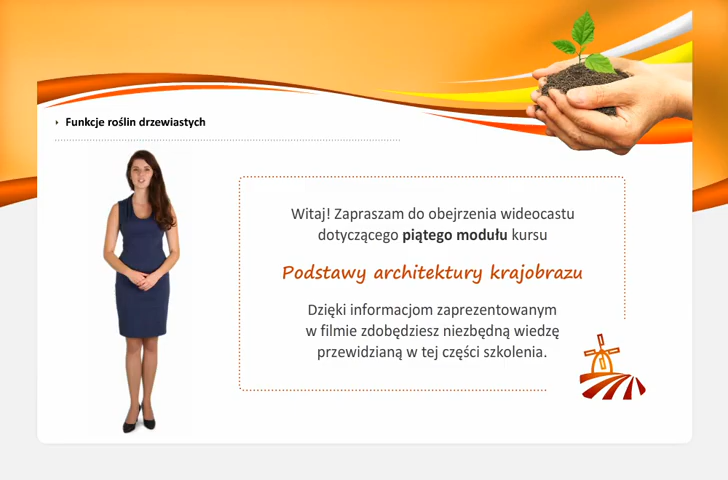 Funkcje roślin drzewiastych
Witaj! Zapraszam do obejrzenia wideocastu
dotyczącego piątego modułu kursu
Podstawy architektury krajobrazu
Dzięki informacjom zaprezentowanym
w filmie zdobędziesz niezbędną wiedzę
przewidzianą w tej części szkolenia.